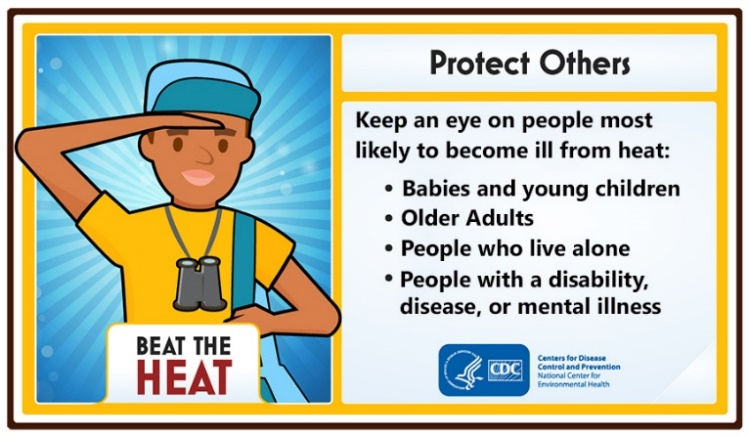 Protect Others
Keep an eye on people most
likely to become ill from heat:
• Babies and young children
• Older Adults
• People who live alone
• People with a disability,
disease, or mental illness
BEAT THE
HEAT
CDC
Centers for Disease
Control and Prevention
National Center for
Environmental Health